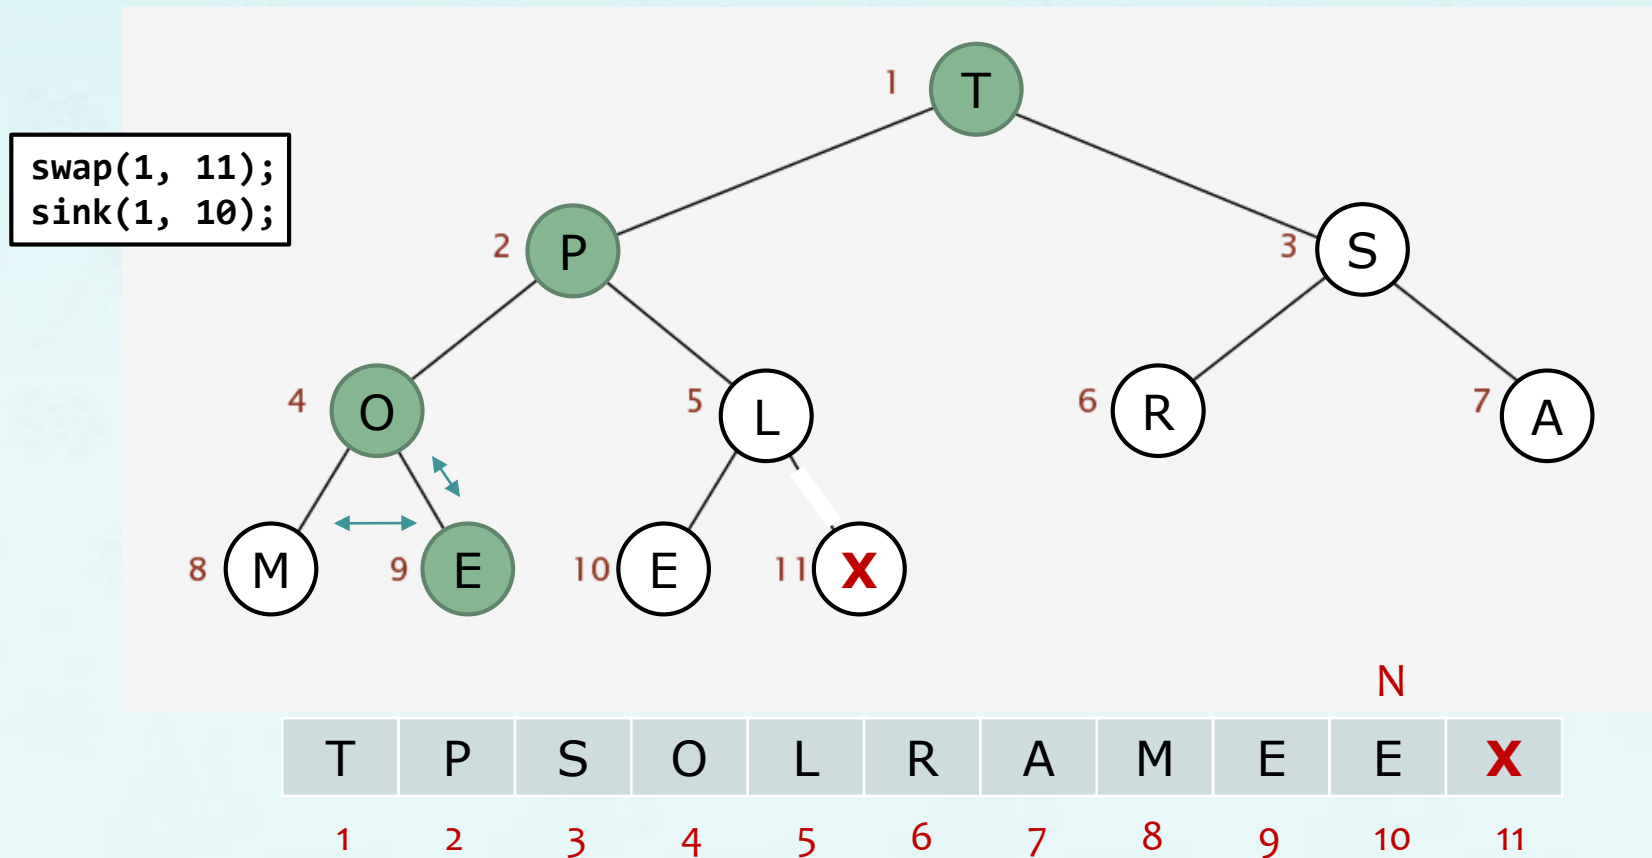 1 T
swap(1, 11);
sink(1, 10);
2 P 3 S
4 O 5 L 6 R 7 A
8 M 9 E 10 E 11 X
N
T P S O L R A M E E X
1 2 3 4 5 6 7 8 9 10 11